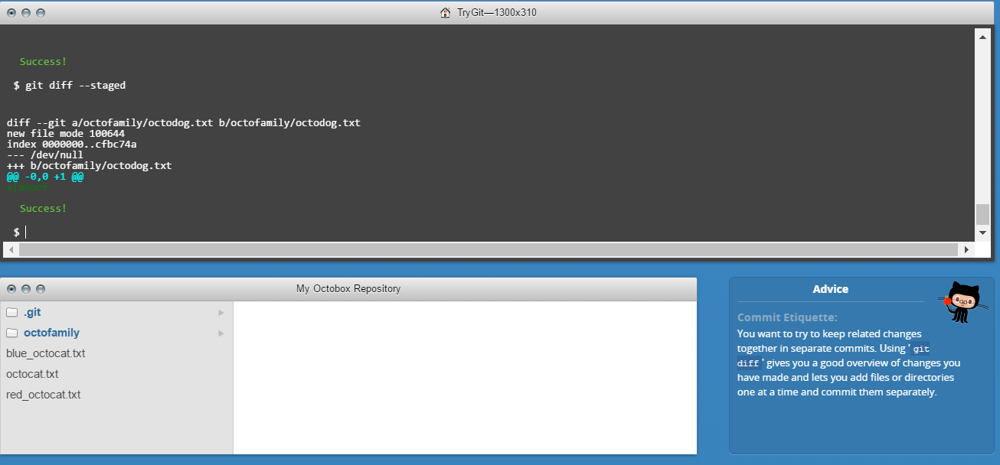 TryGit—1300x310
Success!
$ git diff --staged
diff --git a/octofamily/octodog.txt b/octofamily/octodog.txt
new file mode 100644
index 0000000..cfbc74a
--- /dev/null
+++ b/octofamily/octodog.txt
@@ -0,0 +1 @@
Success!
$
My Octobox Repository
.git
octofamily
blue_octocat.txt
octocat.txt
red_octocat.txt
Advice
Commit Etiquette:
You want to try to keep related changes
together in separate commits. Using ' git
diff ' gives you a good overview of changes you
have made and lets you add files or directories
one at a time and commit them separately.